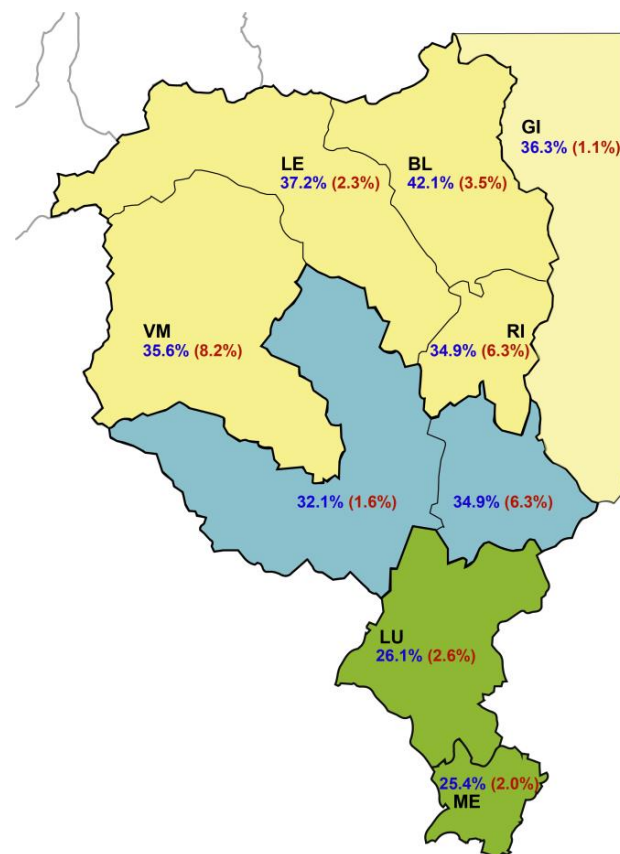 GI
36.3% (1.1%)
LE
37.2% (2.3%)
BL
42.1% (3.5%)
VM
35.6% (8.2%)
RI
34.9% (6.3%)
32.1% (1.6%)
34.9% (6.3%)
LU
26.1% (2.6%)
25.4% (2.0%)
ME